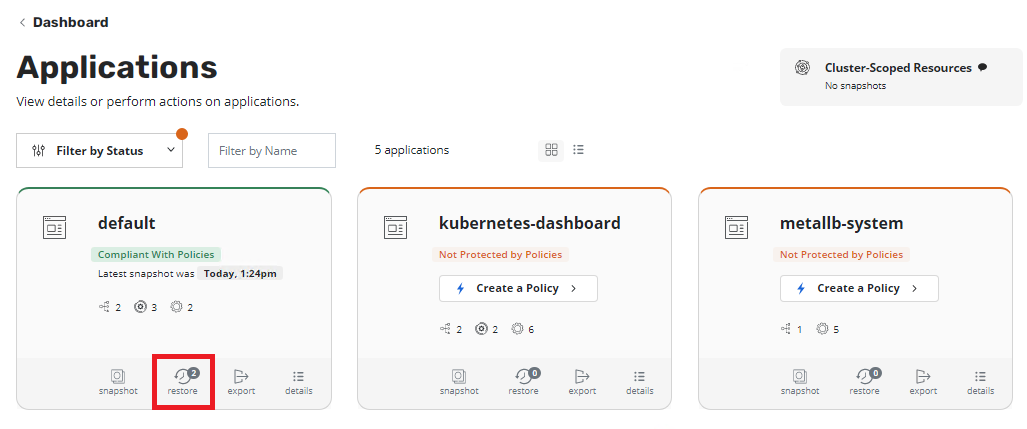 Dashboard
Applications
View details or perform actions on applications.
Cluster-Scoped Resources
No snapshots
Filter by Status
Filter by Name
5 applications
default
Compliant With Policies
Latest snapshot was Today, 1:24pm
2 3 2
snapshot
2
restore
export
details
kubernetes-dashboard
Not Protected by Policies
Create a Policy
2 2 6
snapshot
0
restore
export
details
metallb-system
Not Protected by Policies
Create a Policy
1 5
snapshot
0
restore
export
details